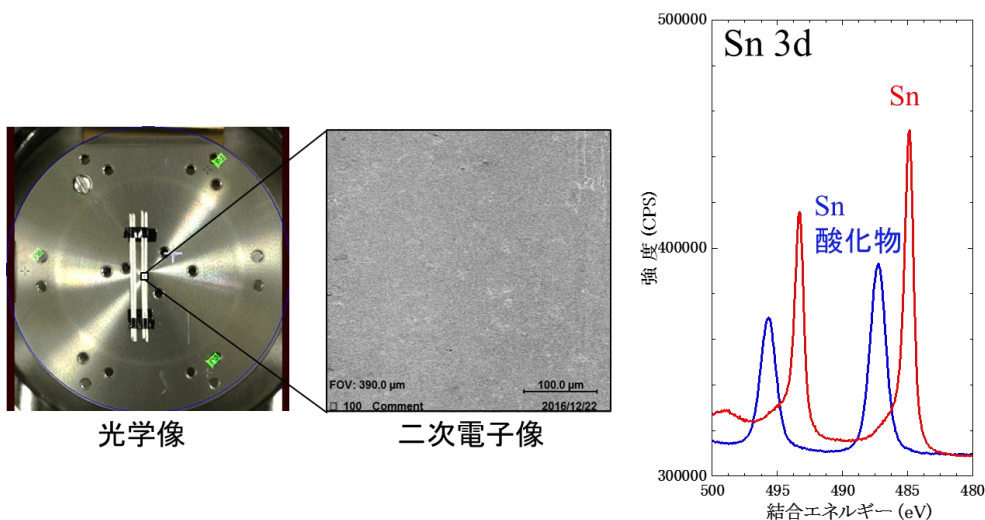 光学像
FOV: 390.0 μm
100.0 μm
□ 100 Comment
2016/12/22
二次電子像
Sn 3d
Sn
Sn
酸化物
強 度 (CPS)
500000
400000
300000
500
495
490
485
480
結合エネルギー (eV)